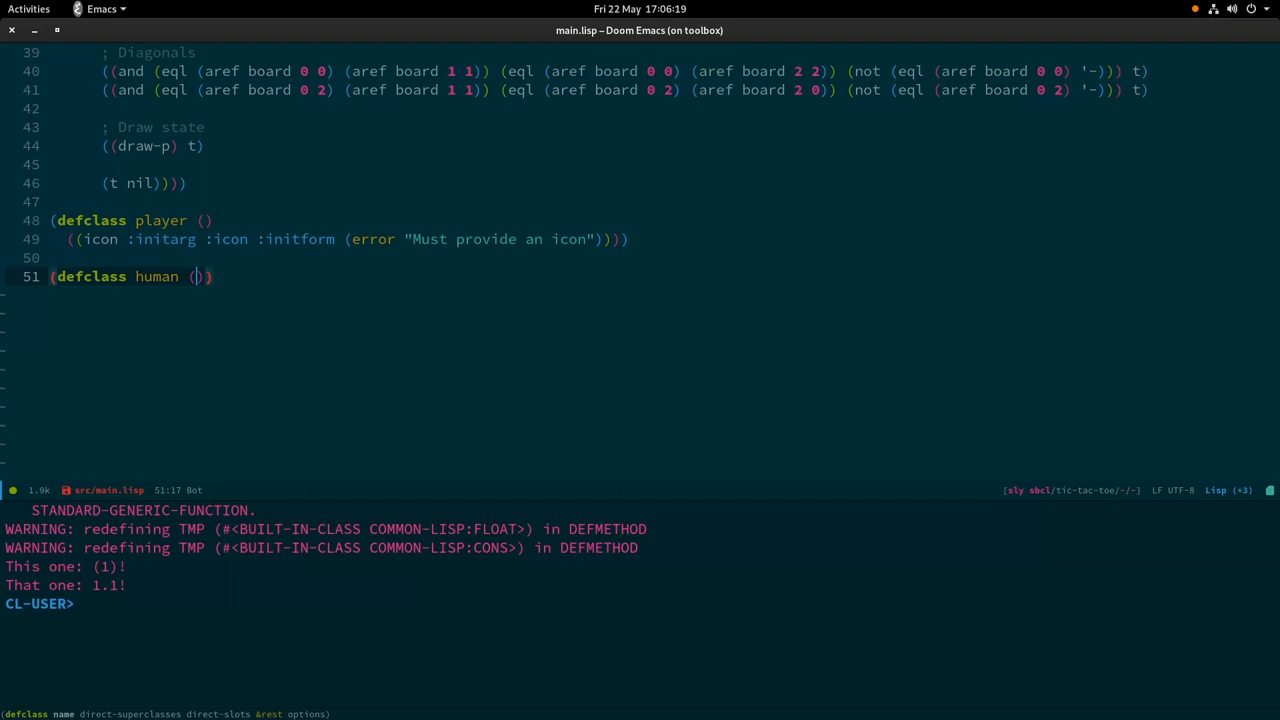 Activities Emacs Fri 22 May 17:06:19
main.lisp – Doom Emacs (on toolbox)
39 ; Diagonals
40 ((and (eql (aref board 0 0) (aref board 1 1)) (eql (aref board 0 0) (aref board 2 2)) (not (eql (aref board 0 0) '-))) t)
41 ((and (eql (aref board 0 2) (aref board 1 1)) (eql (aref board 0 2) (aref board 2 0)) (not (eql (aref board 0 2) '-))) t)
42
43 ; Draw state
44 ((draw-p) t)
45
46 (t nil))))
47
48 (defclass player ()
49 ((icon :initarg :icon :initform (error "Must provide an icon"))))
50
51 (defclass human ())
~
~
~
~
~
~
~
~
~
~
1.9k src/main.lisp 51:17 Bot [sly sbcl/tic-tac-toe/-/-] LF UTF-8 Lisp (+3)
STANDARD-GENERIC-FUNCTION.
WARNING: redefining TMP (#<BUILT-IN-CLASS COMMON-LISP:FLOAT>) in DEFMETHOD
WARNING: redefining TMP (#<BUILT-IN-CLASS COMMON-LISP:CONS>) in DEFMETHOD
This one: (1)!
That one: 1.1!
CL-USER>
(defclass name direct-superclasses direct-slots &rest options)